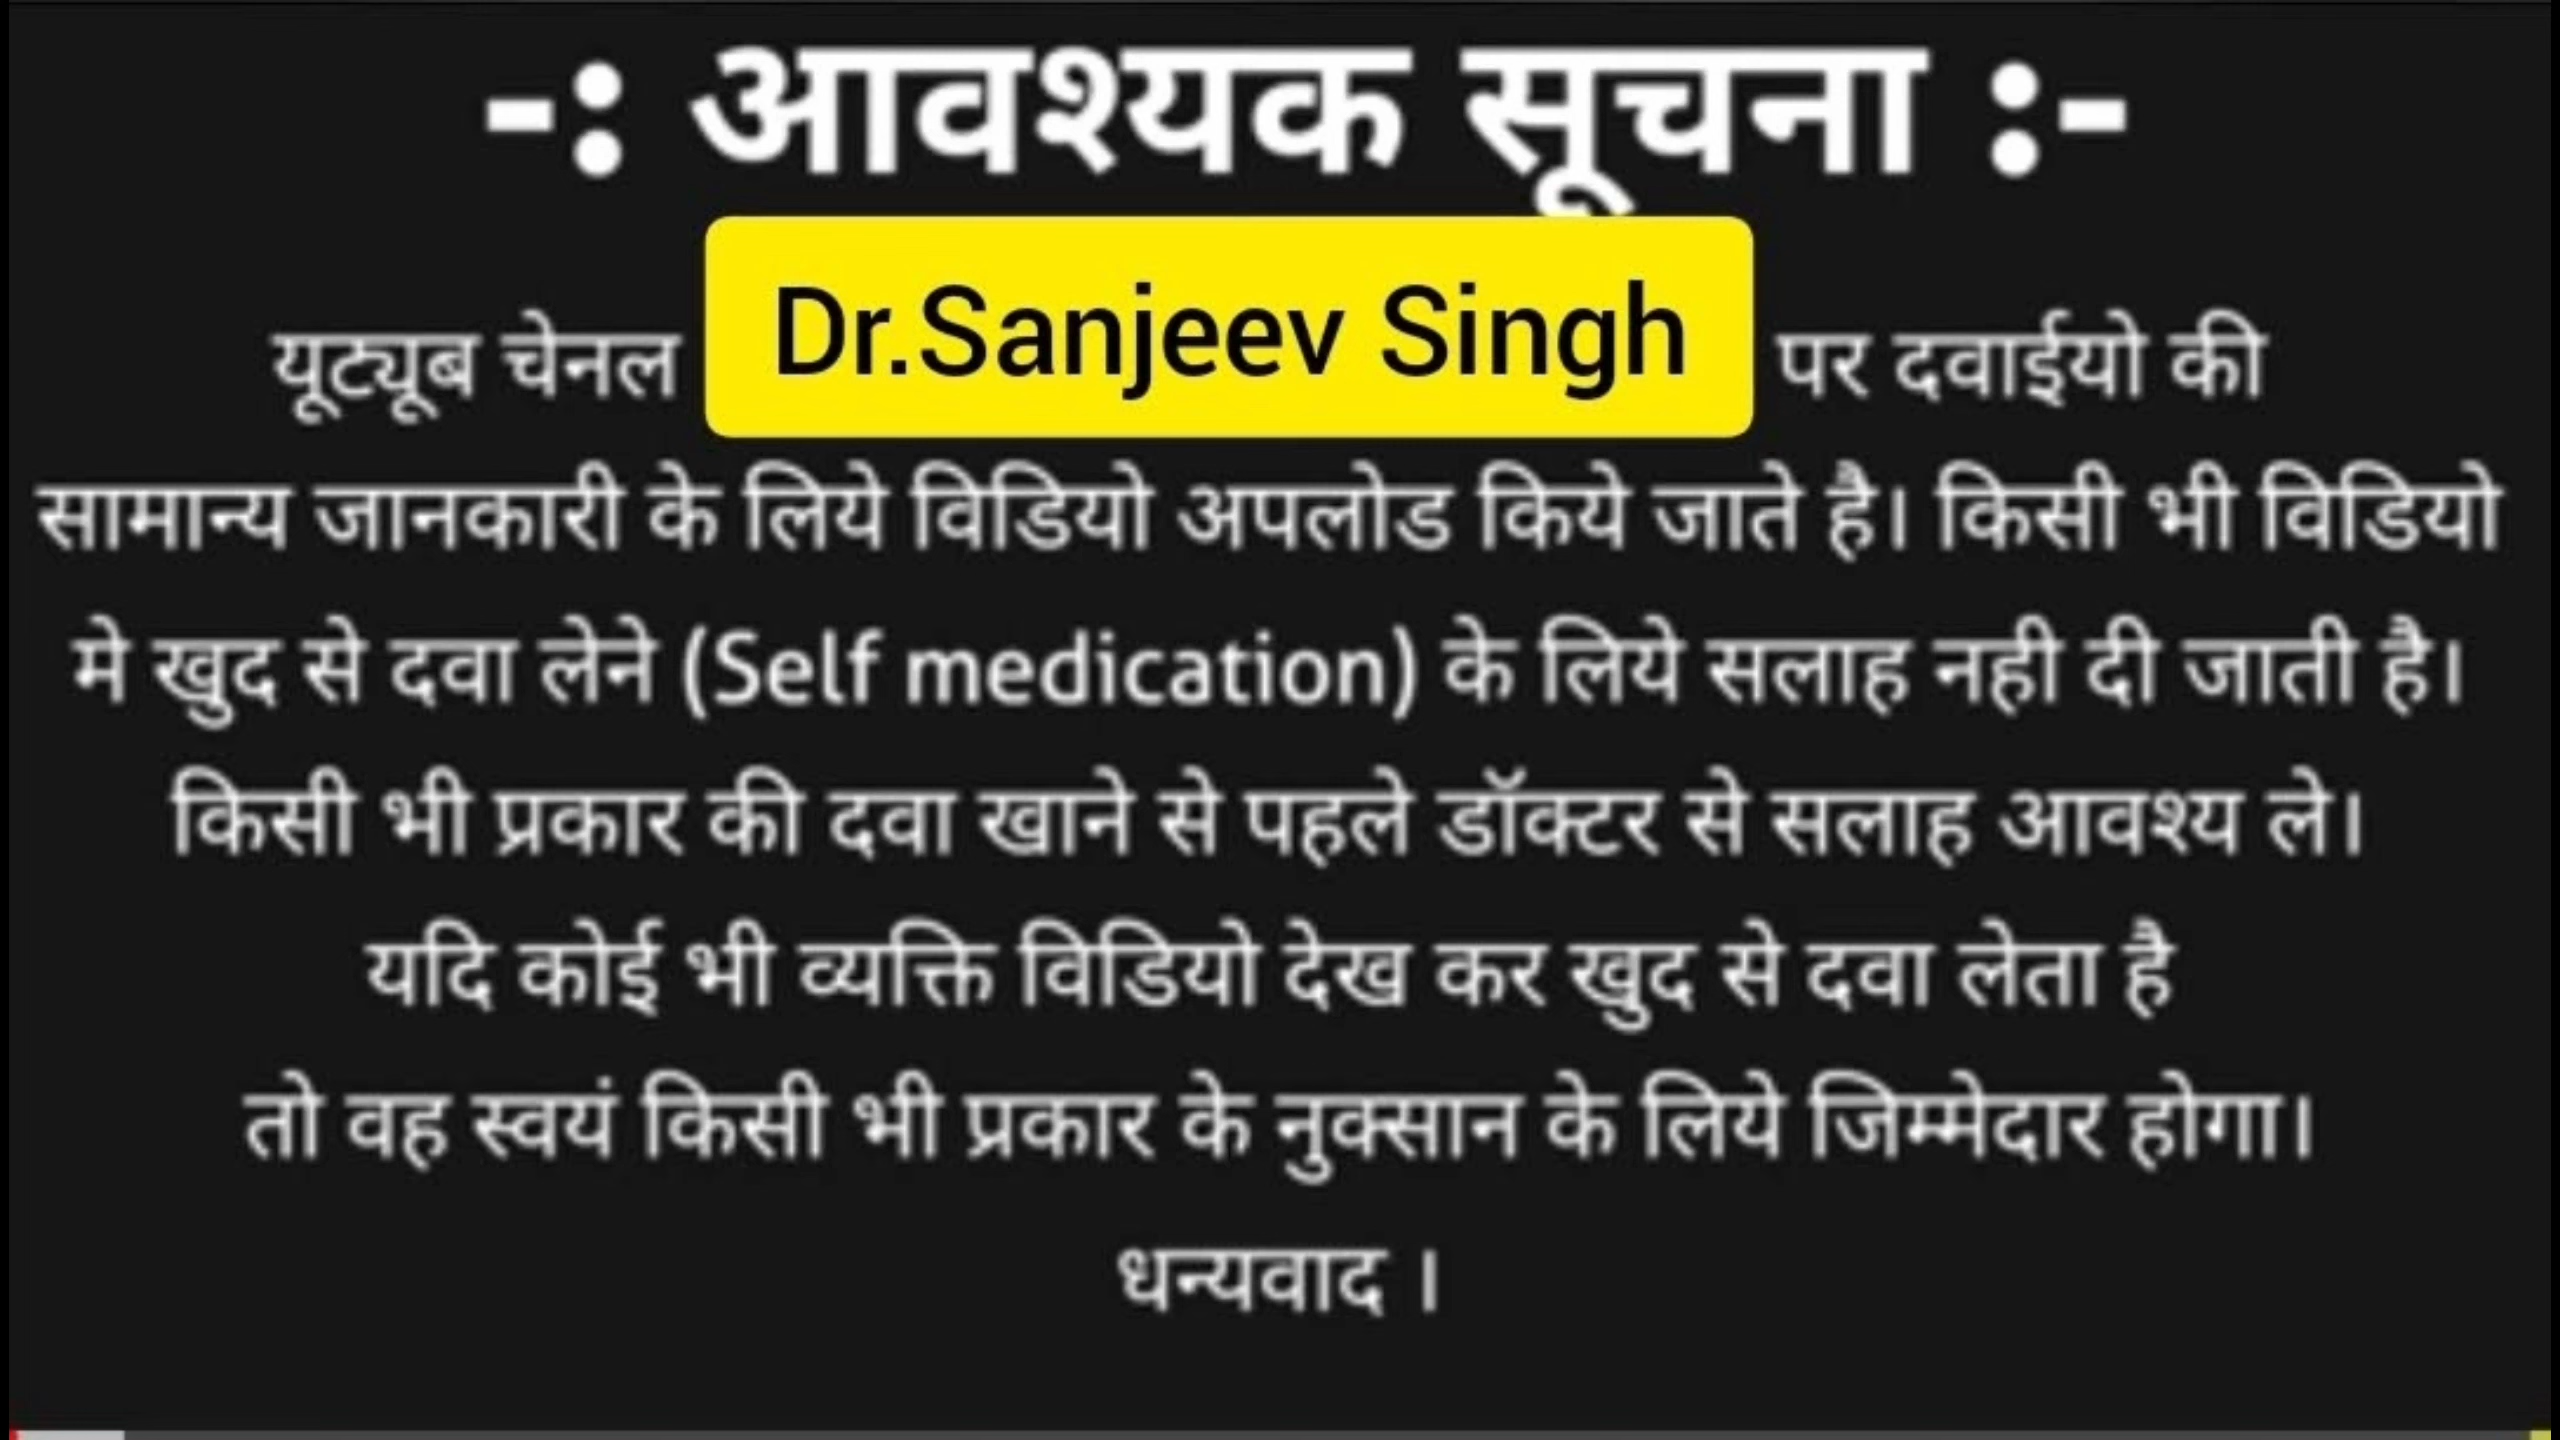 -: आवश्यक सूचना :-
यूट्यूब चेनल Dr.Sanjeev Singh पर दवाईयो की
सामान्य जानकारी के लिये विडियो अपलोड किये जाते है। किसी भी विडियो
मे खुद से दवा लेने (Self medication) के लिये सलाह नही दी जाती है।
किसी भी प्रकार की दवा खाने से पहले डॉक्टर से सलाह आवश्य ले।
यदि कोई भी व्यक्ति विडियो देख कर खुद से दवा लेता है
तो वह स्वयं किसी भी प्रकार के नुक्सान के लिये जिम्मेदार होगा।
धन्यवाद ।